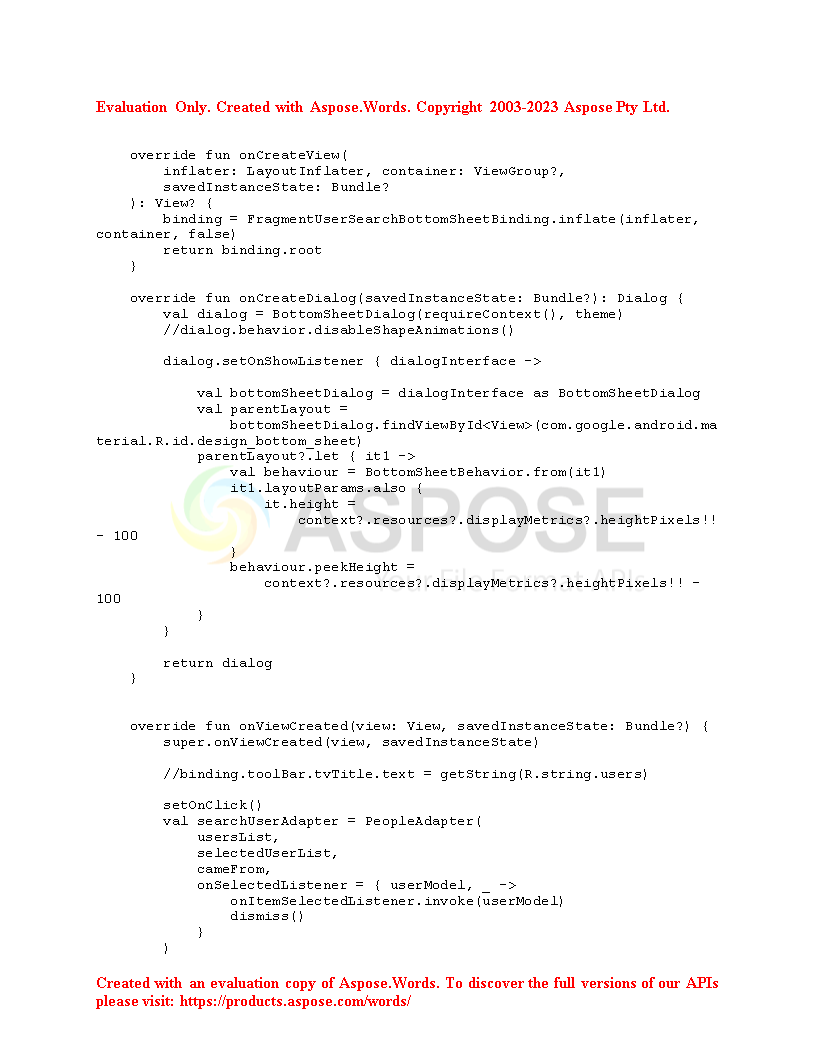 Evaluation Only. Created with Aspose.Words. Copyright 2003-2023 Aspose Pty Ltd.
    override fun onCreateView(
        inflater: LayoutInflater, container: ViewGroup?,
        savedInstanceState: Bundle?
    ): View? {
        binding = FragmentUserSearchBottomSheetBinding.inflate(inflater,
container, false)
        return binding.root
    }
    override fun onCreateDialog(savedInstanceState: Bundle?): Dialog {
        val dialog = BottomSheetDialog(requireContext(), theme)
        //dialog.behavior.disableShapeAnimations()
        dialog.setOnShowListener { dialogInterface ->
            val bottomSheetDialog = dialogInterface as BottomSheetDialog
            val parentLayout =
                bottomSheetDialog.findViewById<View>(com.google.android.ma
terial.R.id.design_bottom_sheet)
            parentLayout?.let { it1 ->
                val behaviour = BottomSheetBehavior.from(it1)
                it1.layoutParams.also {
                    it.height =
                        context?.resources?.displayMetrics?.heightPixels!!
- 100
                }
                behaviour.peekHeight =
                    context?.resources?.displayMetrics?.heightPixels!! -
100
            }
        }
        return dialog
    }
    override fun onViewCreated(view: View, savedInstanceState: Bundle?) {
        super.onViewCreated(view, savedInstanceState)
        //binding.toolBar.tvTitle.text = getString(R.string.users)
        setOnClick()
        val searchUserAdapter = PeopleAdapter(
            usersList,
            selectedUserList,
            cameFrom,
            onSelectedListener = { userModel, _ ->
                onItemSelectedListener.invoke(userModel)
                dismiss()
            }
        )
ASPOSE
Your File Format APIs
Created with an evaluation copy of Aspose.Words. To discover the full versions of our APIs
please visit: https://products.aspose.com/words/